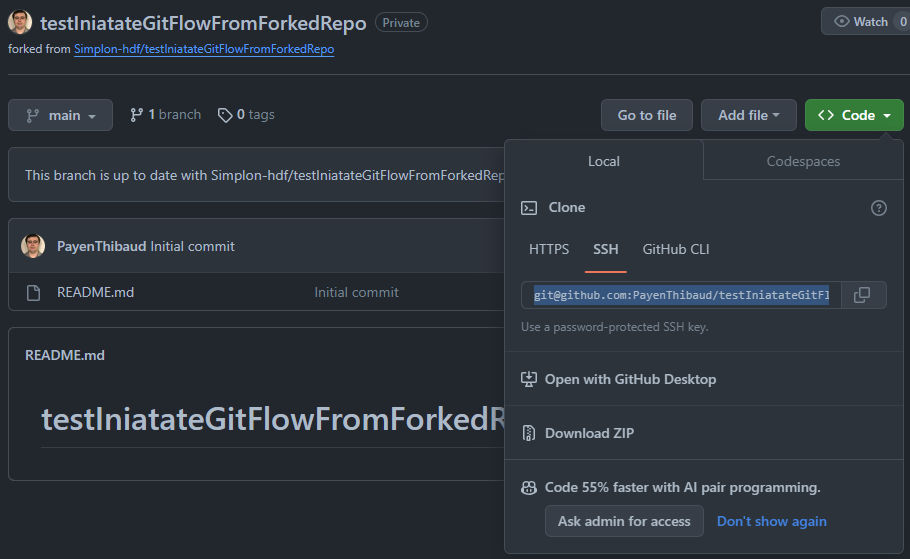 testIniatateGitFlowFromForkedRepo Private
Watch 0
forked from Simplon-hdf/testIniatateGitFlowFromForkedRepo
main 1 branch 0 tags
Go to file Add file Code
This branch is up to date with Simplon-hdf/testIniatateGitFlowFromForkedRep
PayenThibaud Initial commit
README.md Initial commit
README.md
testIniatateGitFlowFromForkedR
Local Codespaces
Clone
HTTPS SSH GitHub CLI
git@github.com:PayenThibaud/testIniatateGitFl
Use a password-protected SSH key.
Open with GitHub Desktop
Download ZIP
Code 55% faster with AI pair programming.
Ask admin for access Don't show again